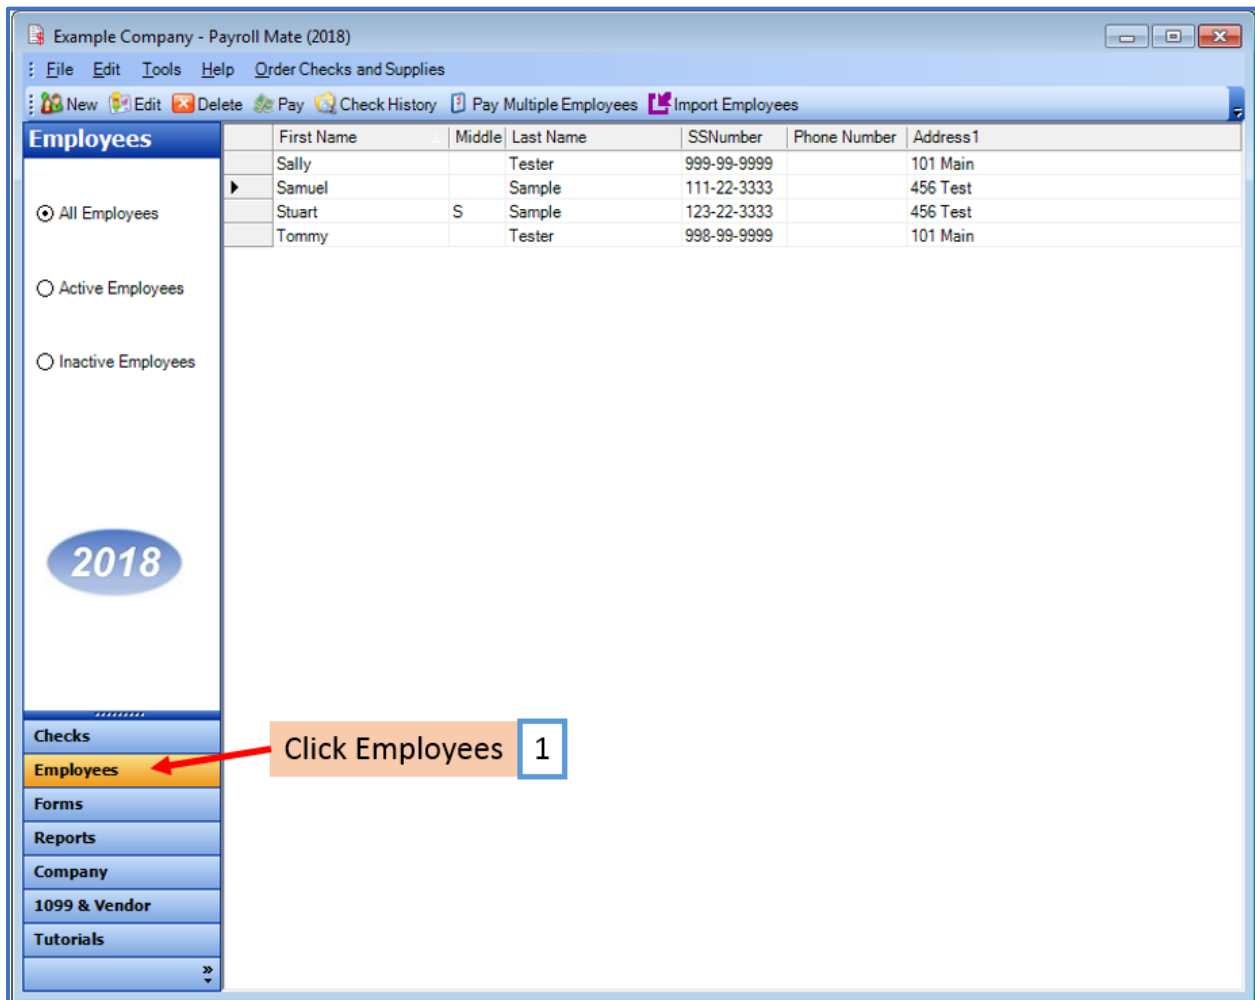 Example Company - Payroll Mate (2018)
File Edit Tools Help Order Checks and Supplies
New Edit Delete Pay Check History Pay Multiple Employees Import Employees
Employees
First Name Middle Last Name SSNumber Phone Number Address1
Sally Tester 999-99-9999 101 Main
Samuel Sample 111-22-3333 456 Test
Stuart S Sample 123-22-3333 456 Test
Tommy Tester 998-99-9999 101 Main
All Employees
Active Employees
Inactive Employees
2018
Checks
Employees
Click Employees 1
Forms
Reports
Company
1099 & Vendor
Tutorials